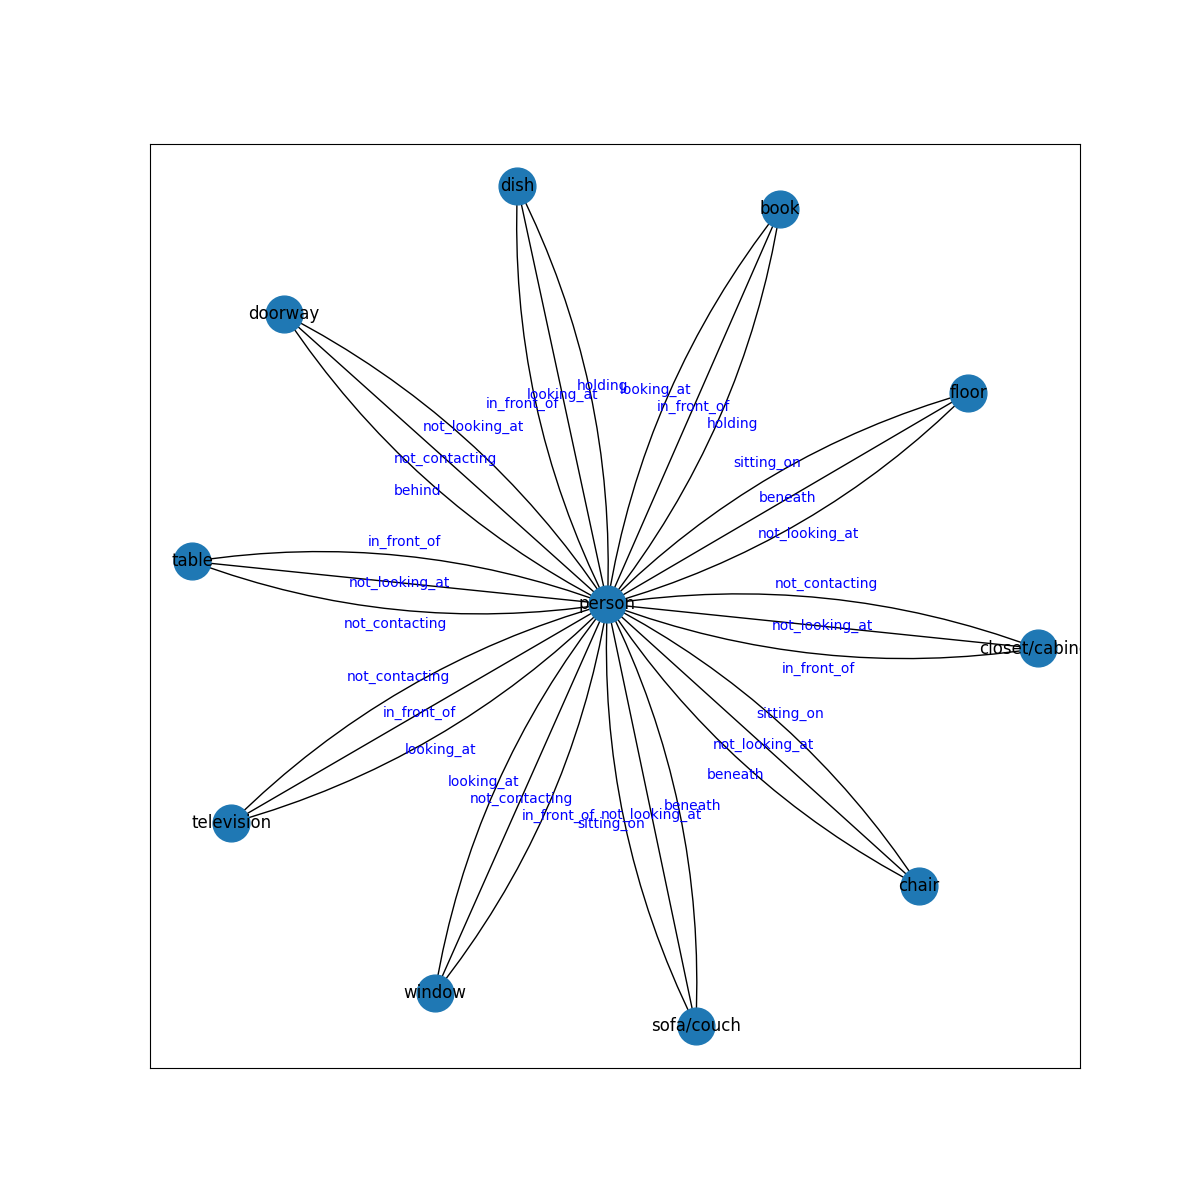 dish
book
doorway
floor
holding
looking_at
looking_at
in_front_of
in_front_of
holding
not_looking_at
not_contacting
sitting_on
behind
beneath
not_looking_at
in_front_of
table
not_looking_at
not_contacting
not_contacting
person
not_looking_at
closet/cabin
in_front_of
not_contacting
in_front_of
sitting_on
looking_at
not_looking_at
beneath
looking_at
not_contacting
beneath
in_front_of
not_looking_at
sitting_on
television
chair
window
sofa/couch